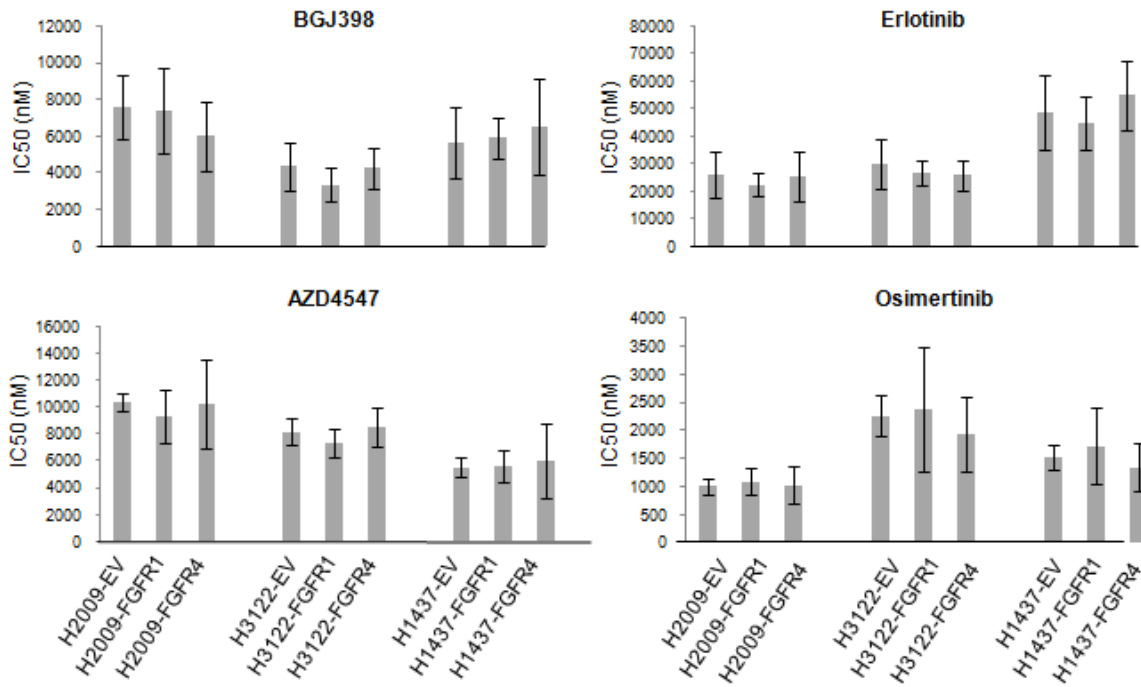 BGJ398
IC50 (nM)
12000
10000
8000
6000
4000
2000
0
Erlotinib
IC50 (nM)
80000
70000
60000
50000
40000
30000
20000
10000
0
AZD4547
IC50 (nM)
16000
14000
12000
10000
8000
6000
4000
2000
0
H2009-EV
H2009-FGFR1
H2009-FGFR4
H3122-EV
H3122-FGFR1
H3122-FGFR4
H1437-EV
H1437-FGFR1
H1437-FGFR4
Osimertinib
IC50 (nM)
4000
3500
3000
2500
2000
1500
1000
500
0
H2009-EV
H2009-FGFR1
H2009-FGFR4
H3122-EV
H3122-FGFR1
H3122-FGFR4
H1437-EV
H1437-FGFR1
H1437-FGFR4